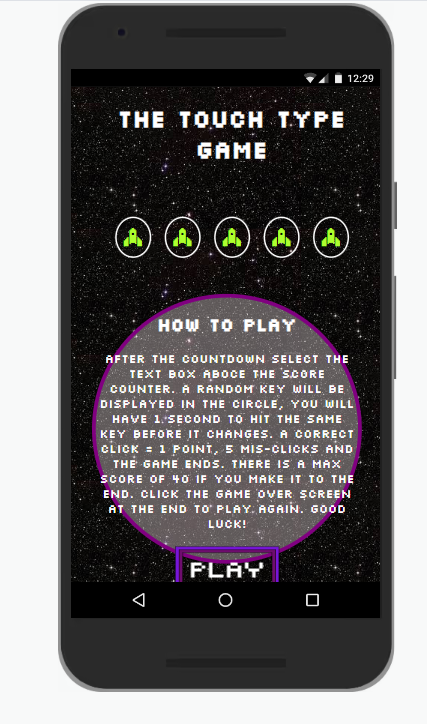 12:29
THE TOUCH TYPE
GAME
HOW TO PLAY
AFTER THE COUNTDOWN SELECT THE
TEXT BOX ABOCE THE SCORE
COUNTER. A RANDOM KEY WILL BE
DISPLAYED IN THE CIRCLE, YOU WILL
HAVE 1 SECOND TO HIT THE SAME
KEY BEFORE IT CHANGES. A CORRECT
CLICK = 1 POINT, 5 MIS-CLICKS AND
THE GAME ENDS. THERE IS A MAX
SCORE OF 40 IF YOU MAKE IT TO THE
END. CLICK THE GAME OVER SCREEN
AT THE END TO PLAY AGAIN. GOOD
LUCK!
PLAY